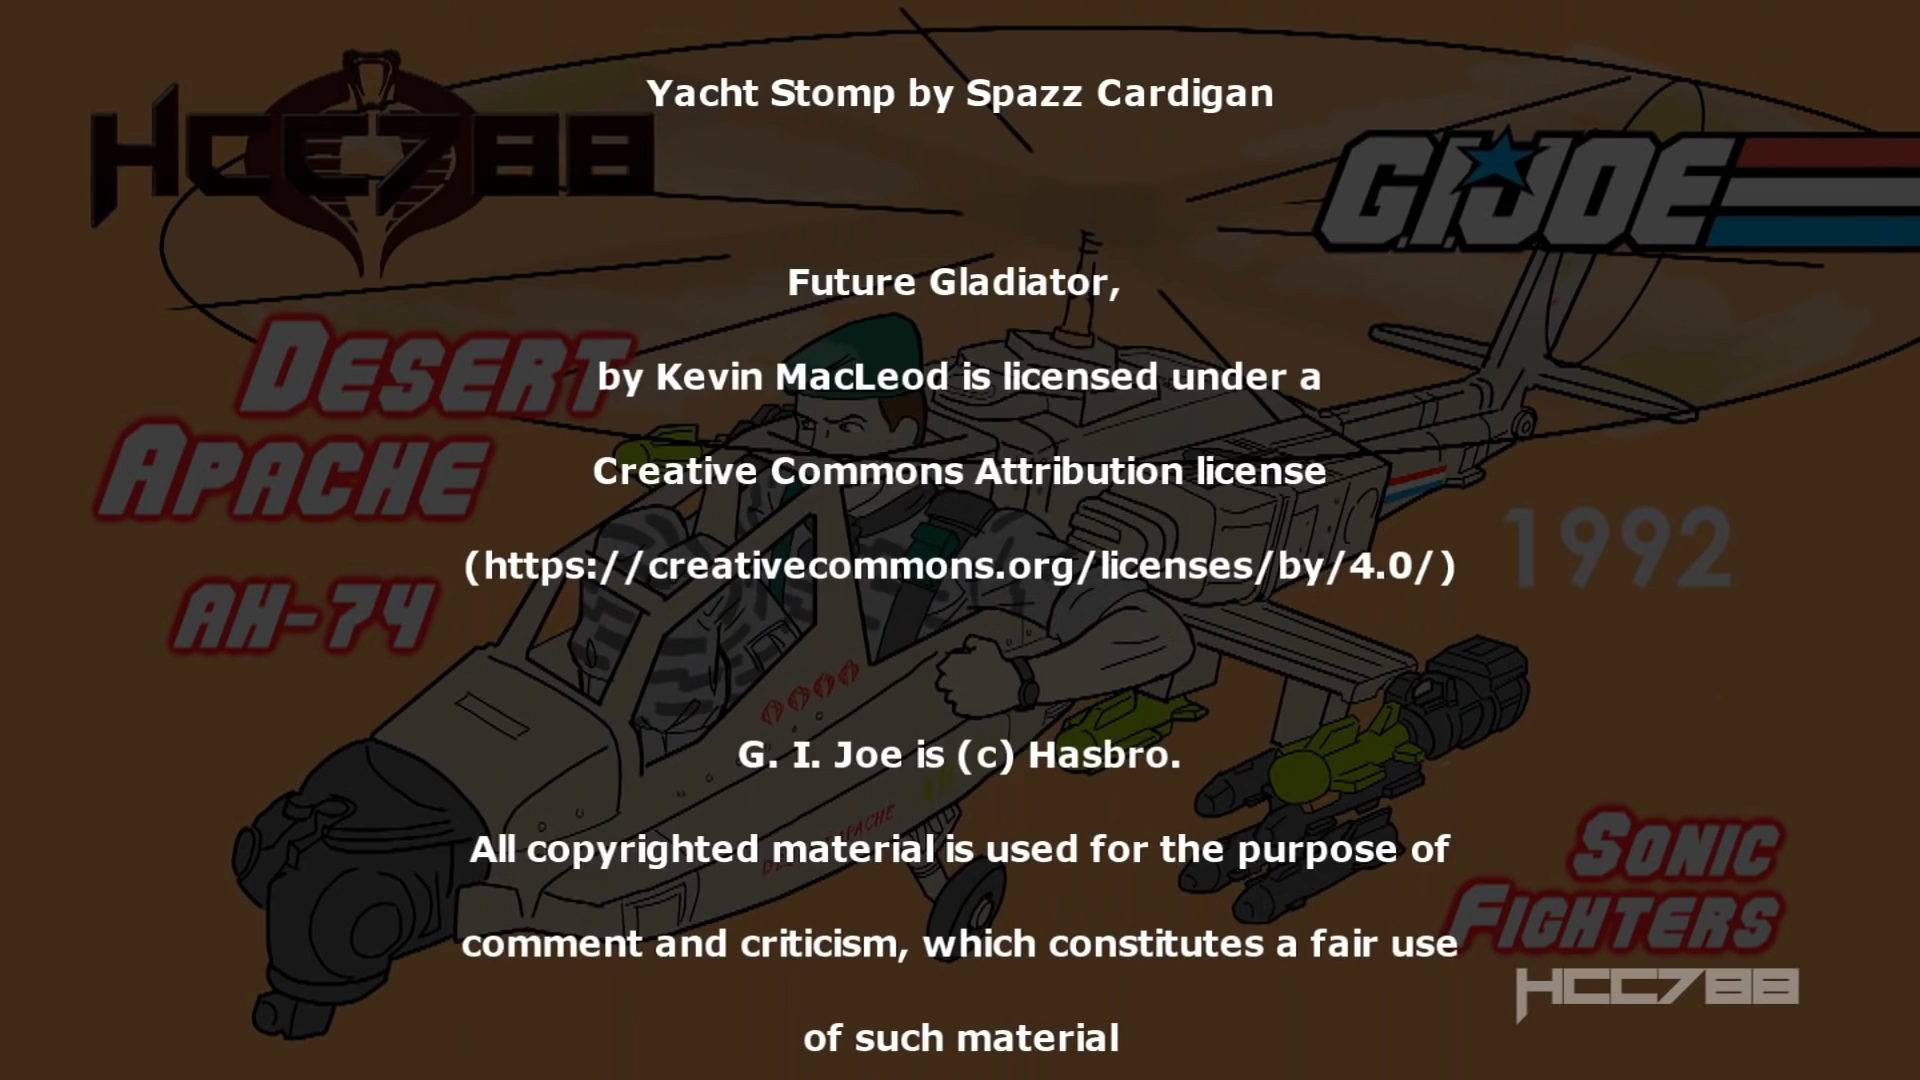 HCC788
Yacht Stomp by Spazz Cardigan
G.I.JOE
Future Gladiator,
DESERT
APACHE
AH-74
by Kevin MacLeod is licensed under a
Creative Commons Attribution license
(https://creativecommons.org/licenses/by/4.0/)
1992
G. I. Joe is (c) Hasbro.
All copyrighted material is used for the purpose of
comment and criticism, which constitutes a fair use
of such material
SONIC
FIGHTERS
HCC788